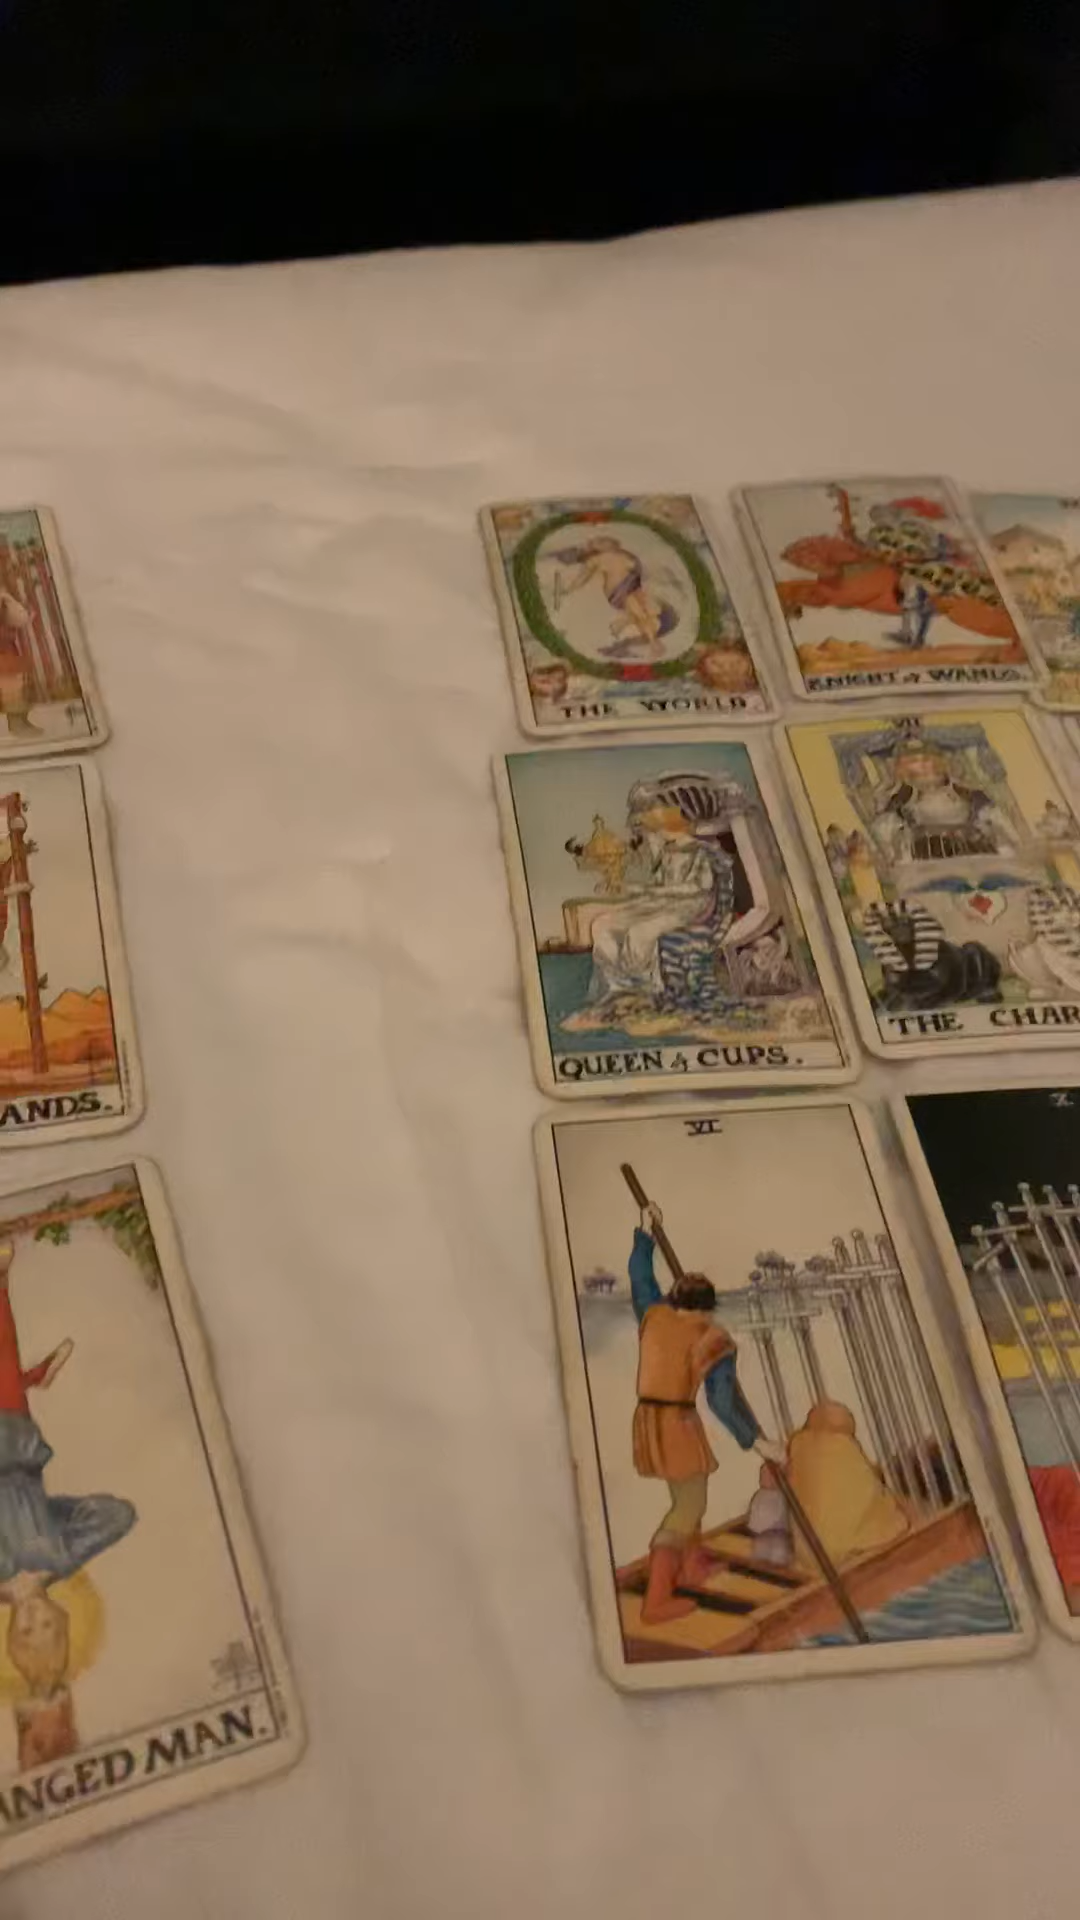 THE WORLD.
KNIGHT of WANDS.
VII
QUEEN of CUPS.
THE CHAR
ANDS.
VI
X
ANGED MAN.